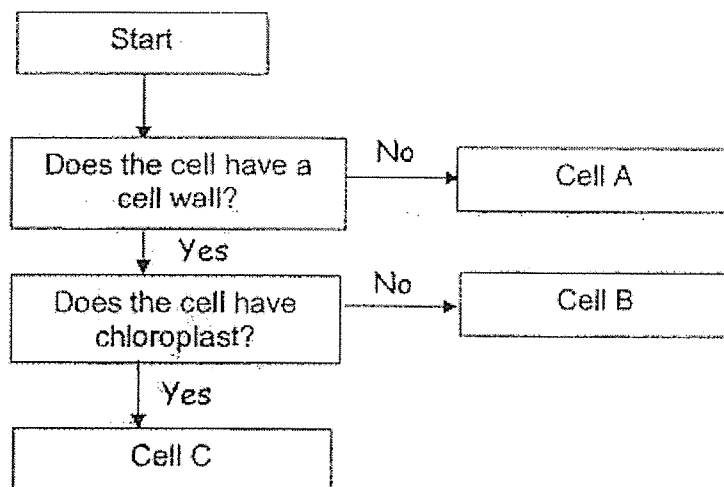 Start
Does the cell have a
cell wall?
No
Cell A
Yes
Does the cell have
chloroplast?
No
Cell B
Yes
Cell C